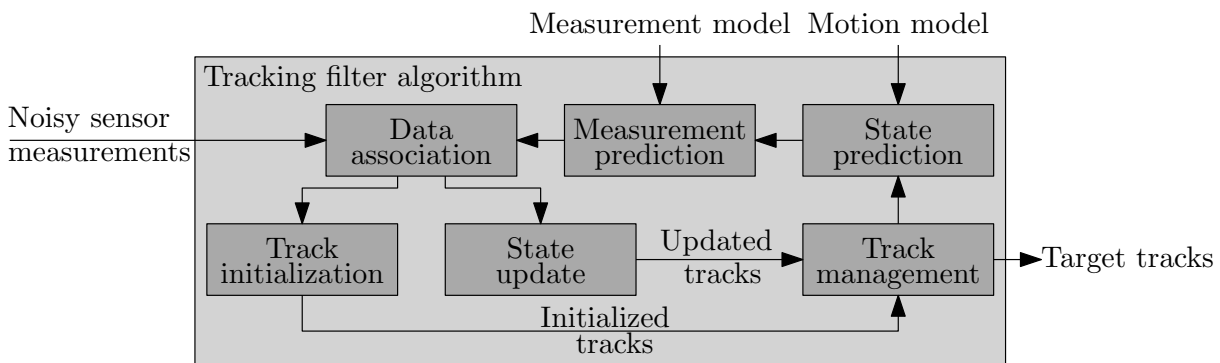 Measurement model
Motion model
Tracking filter algorithm
Noisy sensor
measurements
Data
association
Measurement
prediction
State
prediction
Track
initialization
State
update
Updated
tracks
Track
management
Target tracks
Initialized
tracks